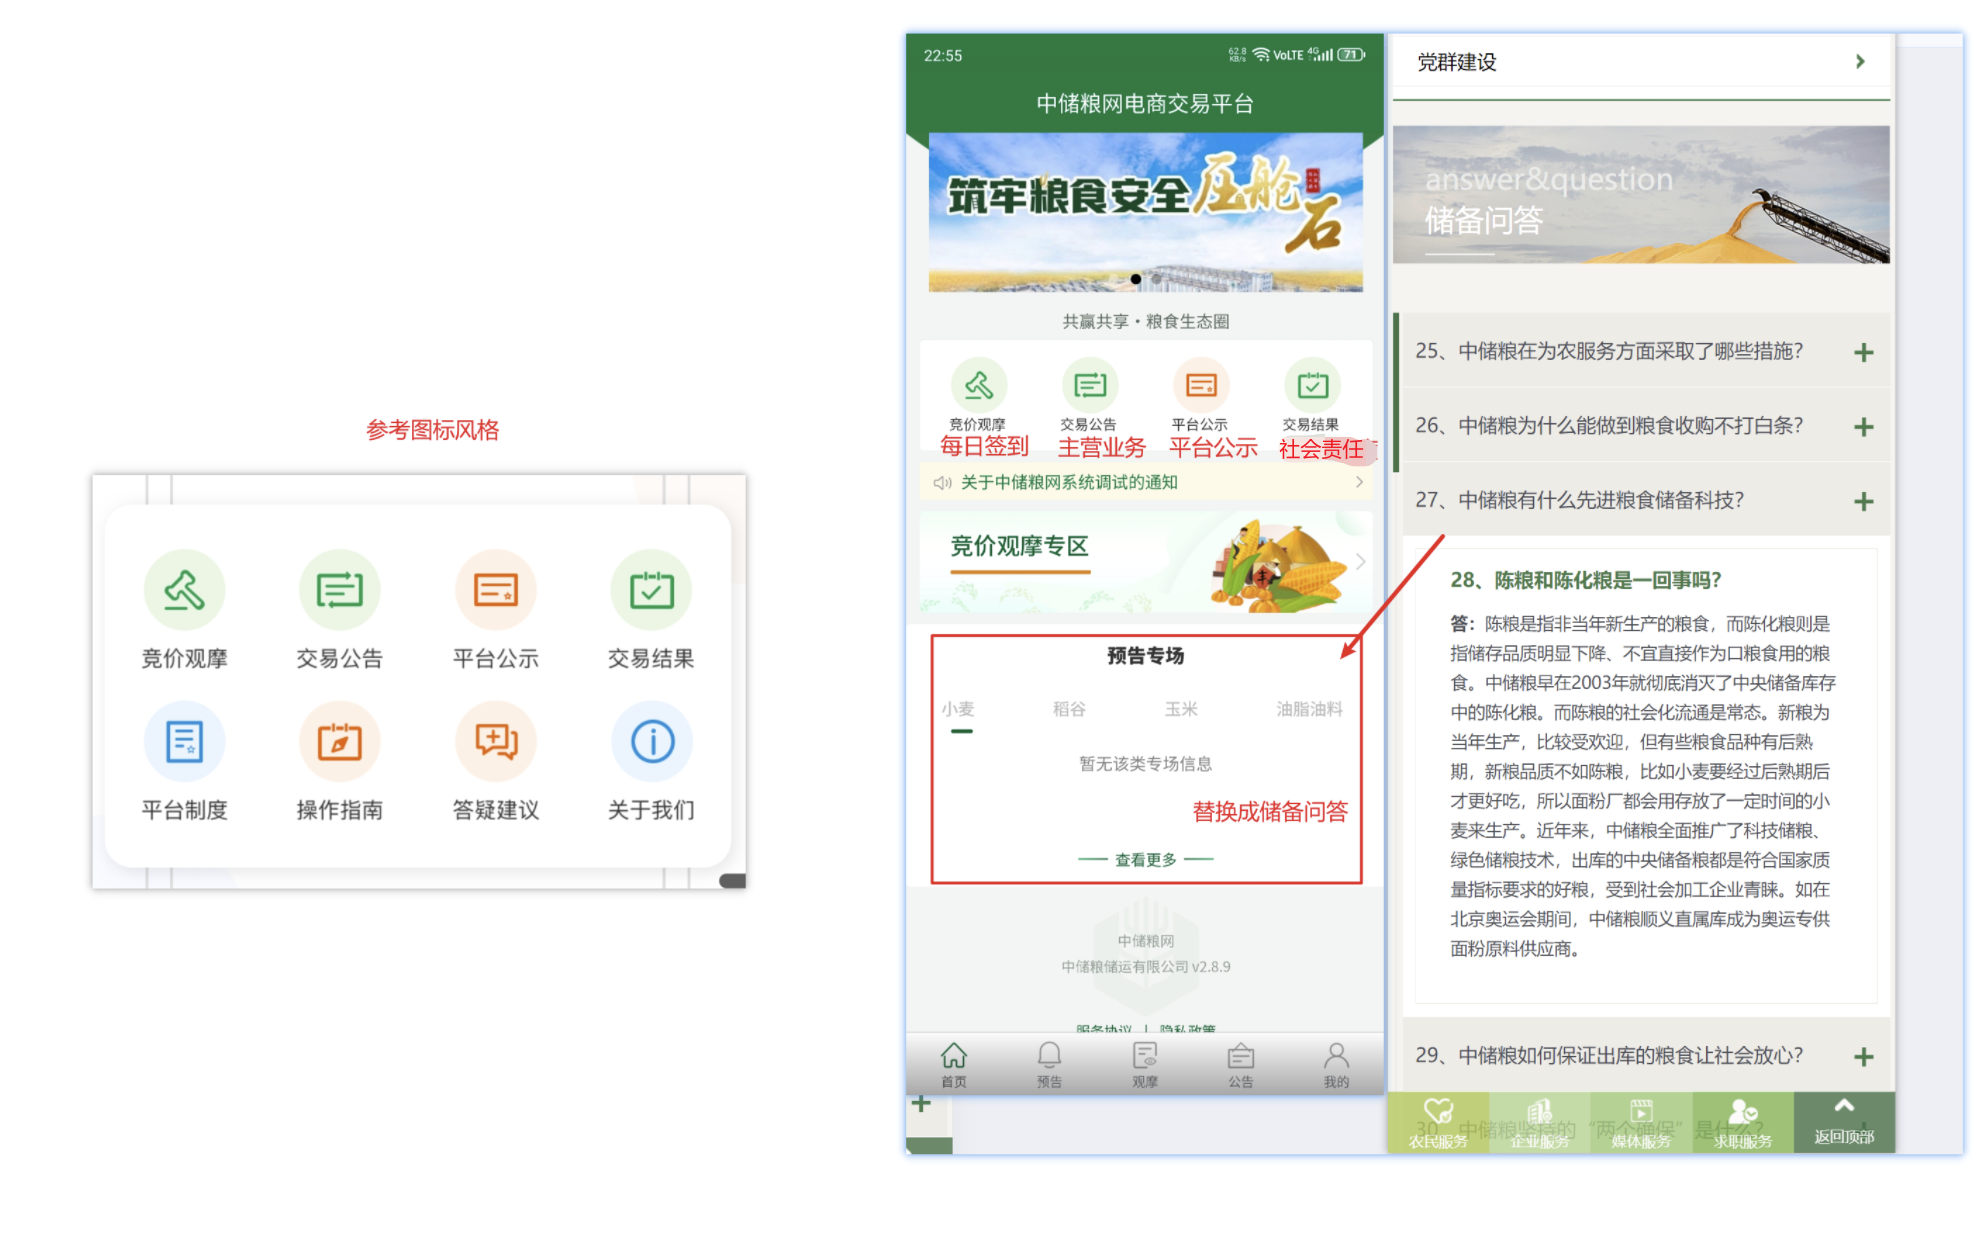 参考图标风格
竞价观摩
交易公告
平台公示
交易结果
平台制度
操作指南
答疑建议
关于我们
22:55
62.8 KB/s VoLTE 4G 71
中储粮网电商交易平台
筑牢粮食安全压舱石
共赢共享·粮食生态圈
竞价观摩
交易公告
平台公示
交易结果
每日签到
主营业务
平台公示
社会责任
关于中储粮网系统调试的通知
竞价观摩专区
预告专场
小麦
稻谷
玉米
油脂油料
暂无该类专场信息
替换成储备问答
查看更多
中储粮网
中储粮储运有限公司 v2.8.9
服务协议 | 隐私政策
首页
预告
观摩
公告
我的
党群建设
answer&question
储备问答
25、中储粮在为农服务方面采取了哪些措施?
26、中储粮为什么能做到粮食收购不打白条?
27、中储粮有什么先进粮食储备科技?
28、陈粮和陈化粮是一回事吗?
答：陈粮是指非当年新生产的粮食，而陈化粮则是
指储存品质明显下降、不宜直接作为口粮食用的粮
食。中储粮早在2003年就彻底消灭了中央储备库存
中的陈化粮。而陈粮的社会化流通是常态。新粮为
当年生产，比较受欢迎，但有些粮食品种有后熟
期，新粮品质不如陈粮，比如小麦要经过后熟期后
才更好吃，所以面粉厂都会用存放了一定时间的小
麦来生产。近年来，中储粮全面推广了科技储粮、
绿色储粮技术，出库的中央储备粮都是符合国家质
量指标要求的好粮，受到社会加工企业青睐。如在
北京奥运会期间，中储粮顺义直属库成为奥运专供
面粉原料供应商。
29、中储粮如何保证出库的粮食让社会放心?
30、中储粮坚持的“两个确保”是什么?
农民服务
企业服务
媒体服务
求职服务
返回顶部